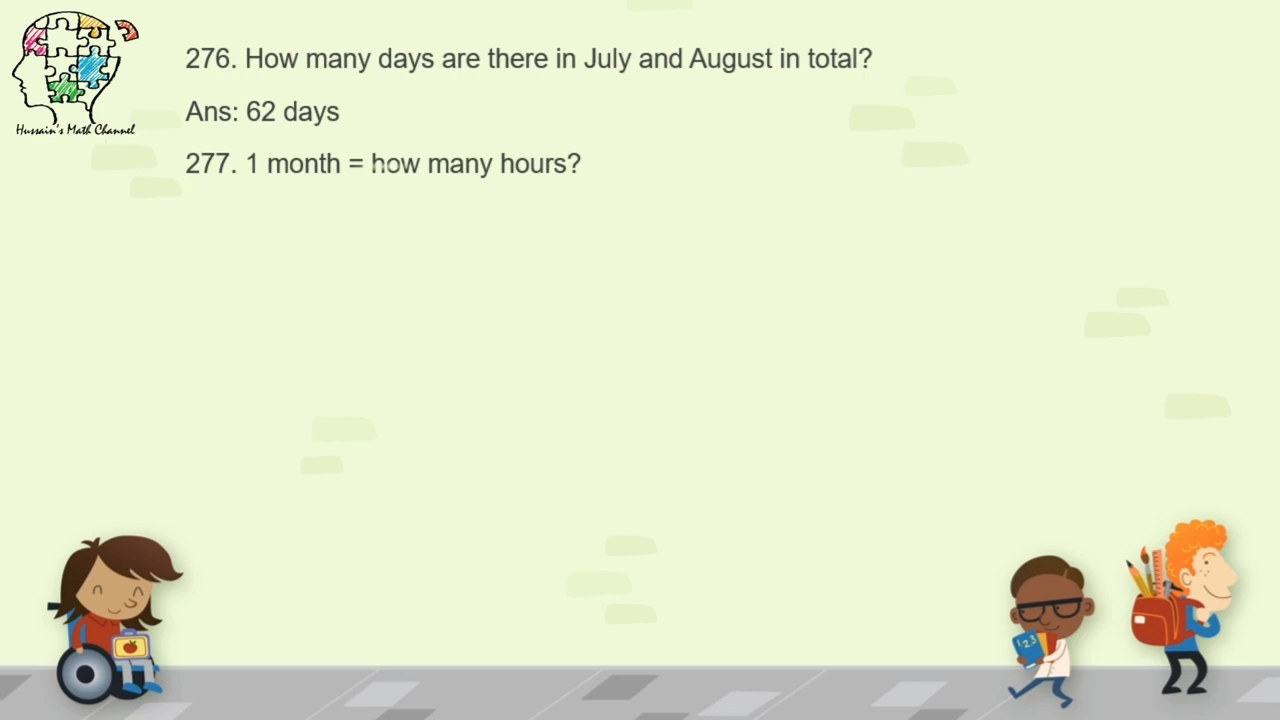 Hussain's Math Channel
276. How many days are there in July and August in total?
Ans: 62 days
277. 1 month = how many hours?
123